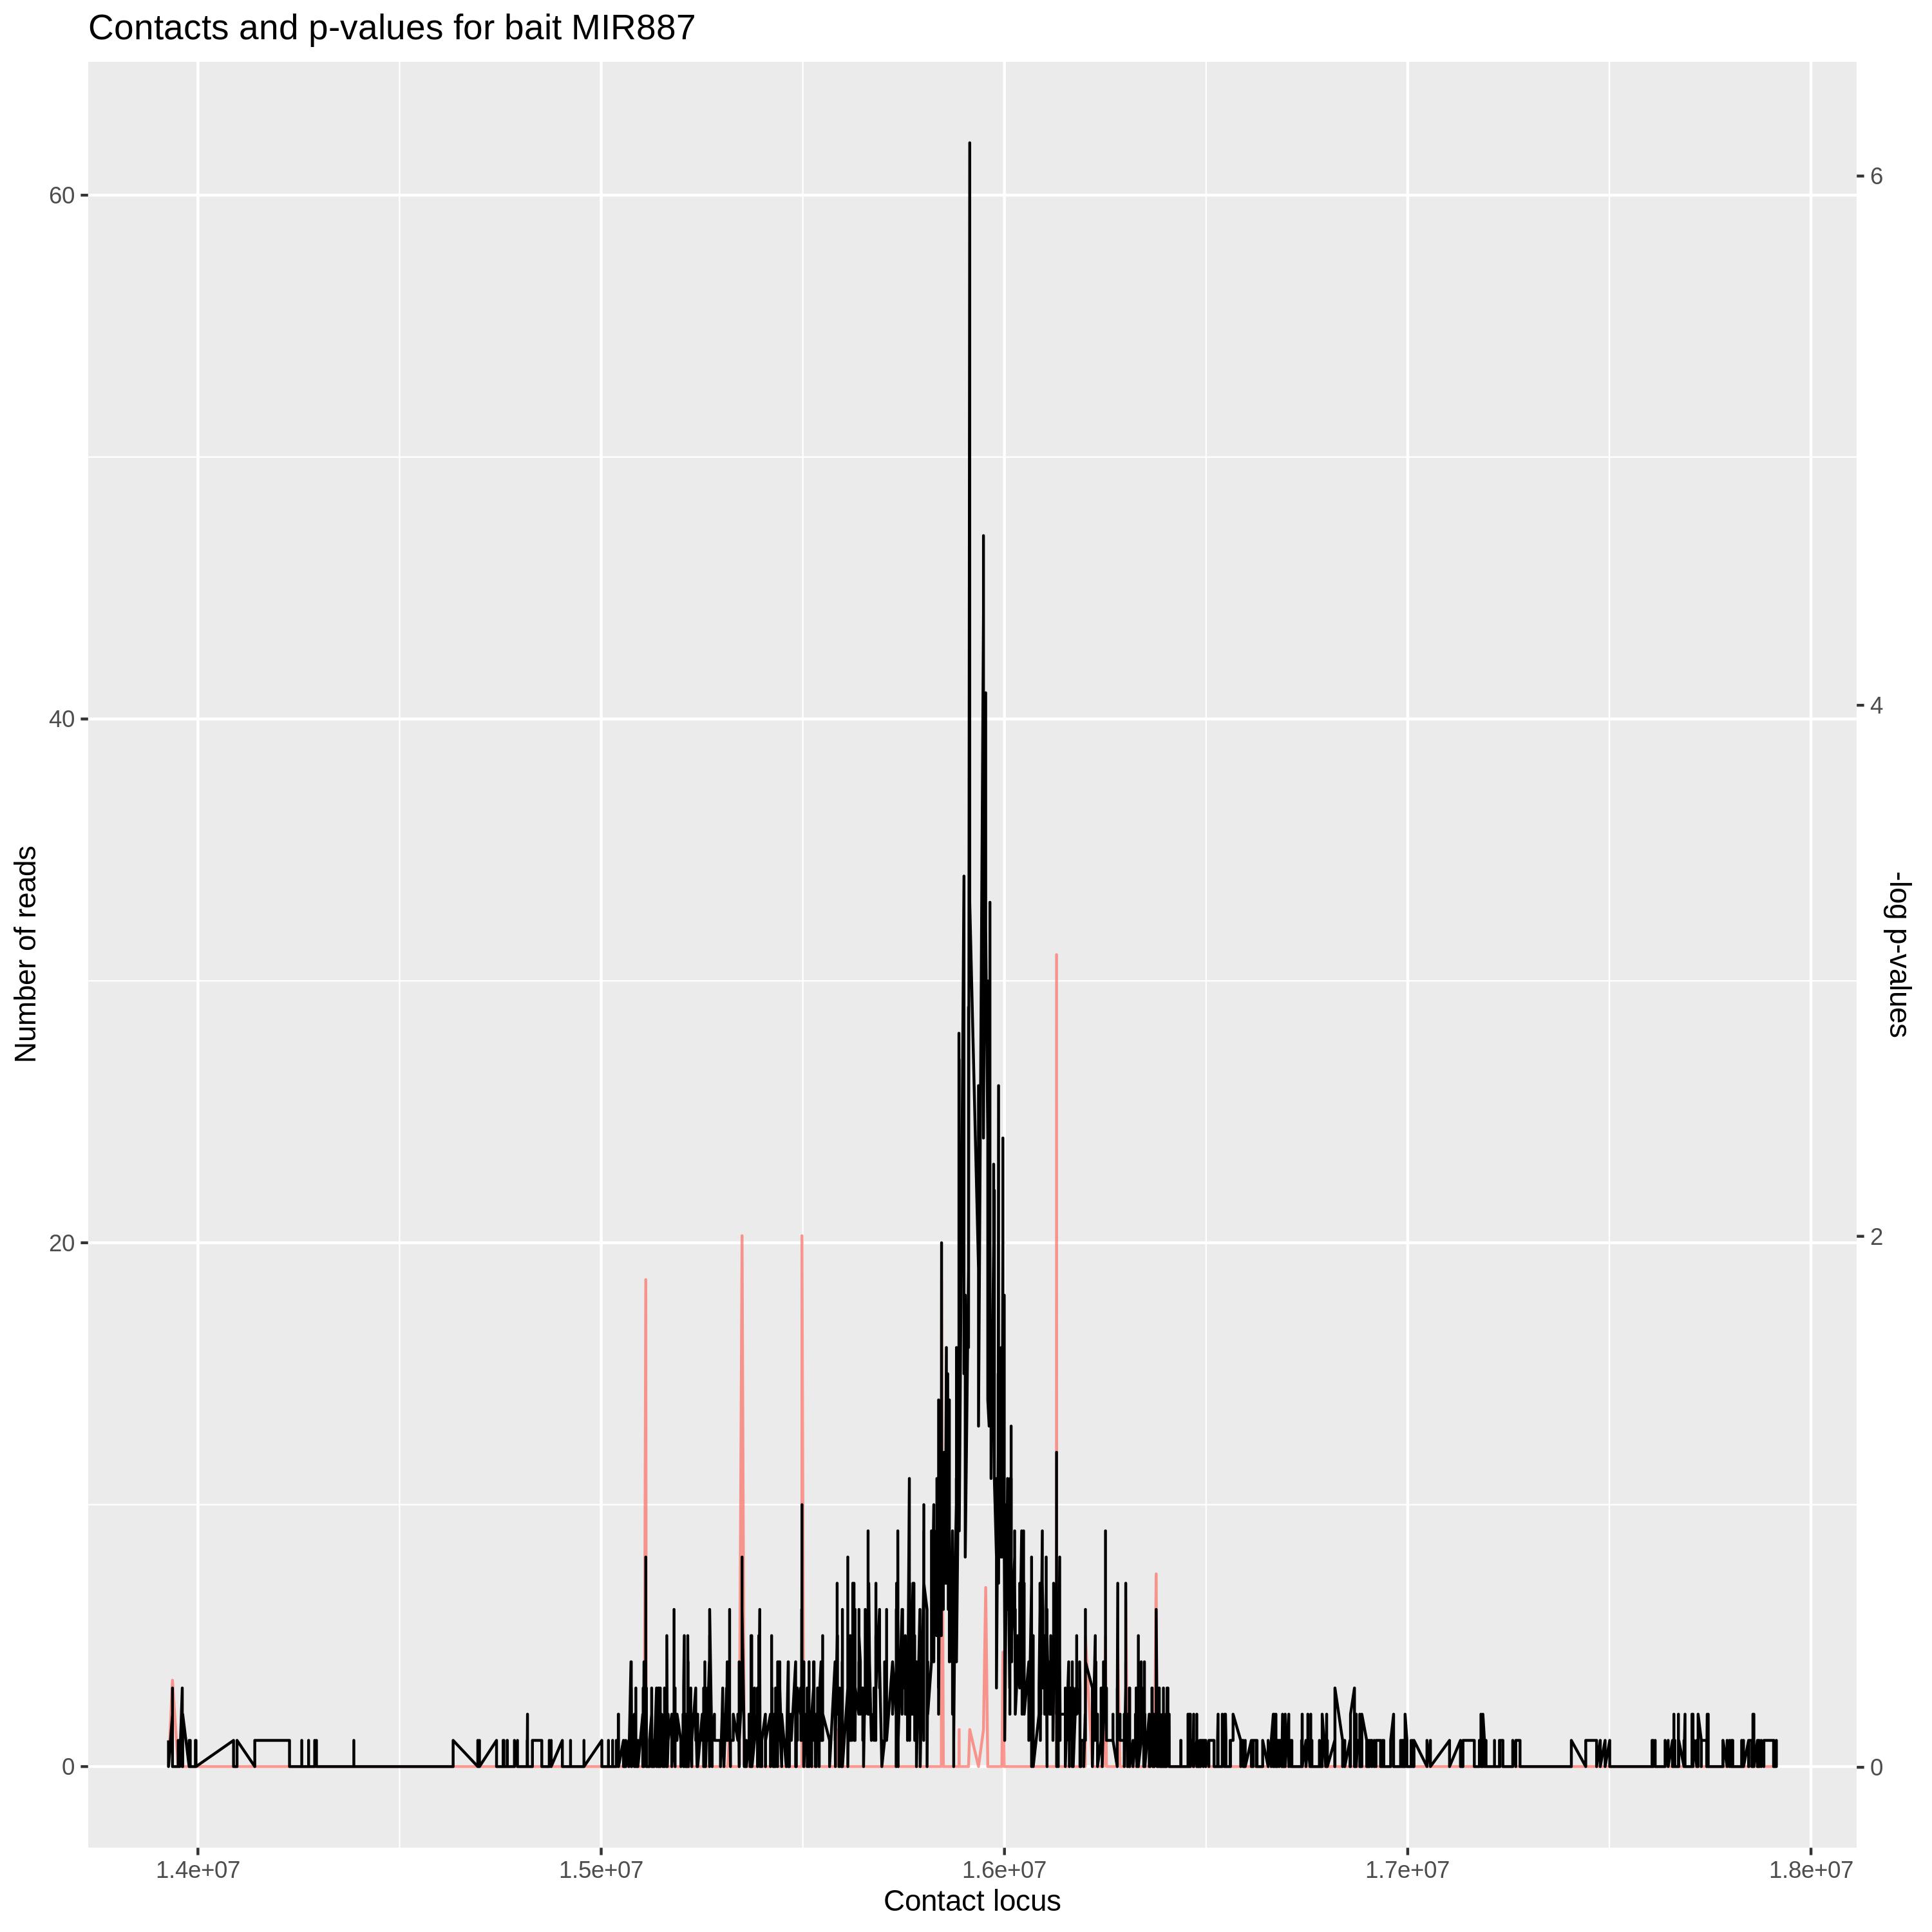 Contacts and p-values for bait MIR887
60
40
20
0
6
4
2
0
Number of reads
-log p-values
1.4e+07
1.5e+07
1.6e+07
1.7e+07
1.8e+07
Contact locus